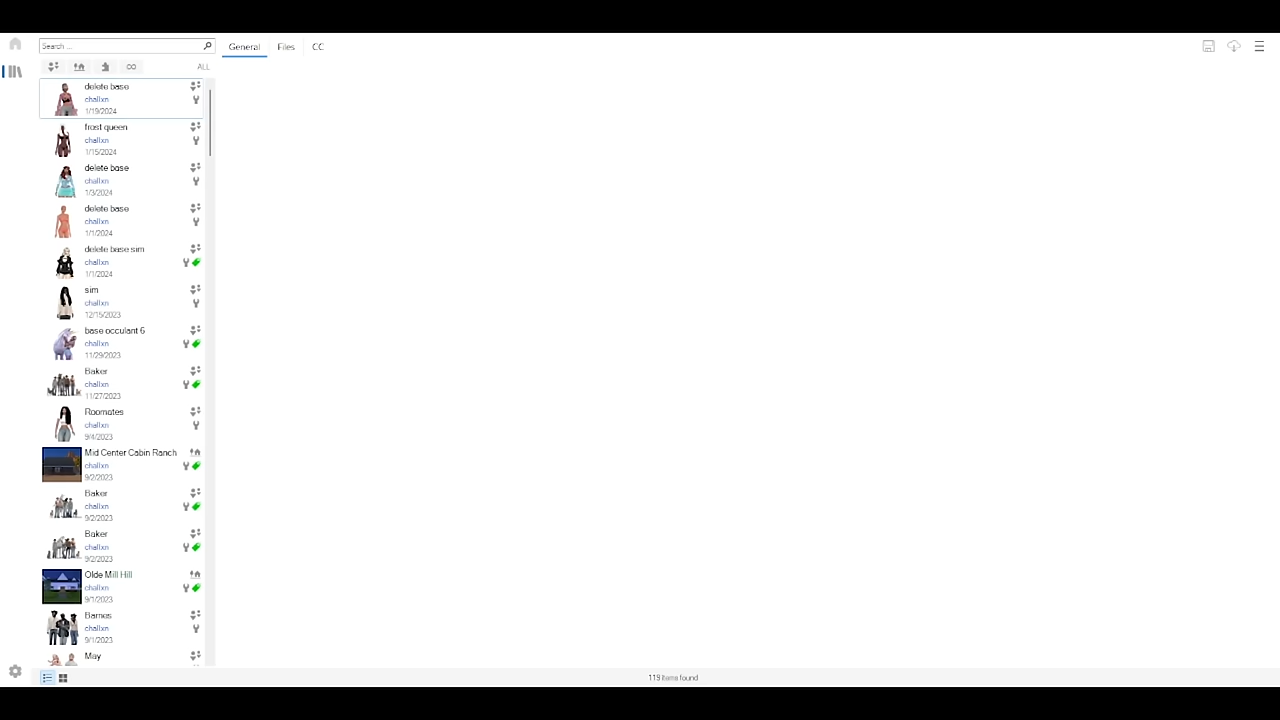 Search ...
General Files CC
ALL
delete base
challxn
1/19/2024
frost queen
challxn
1/15/2024
delete base
challxn
1/3/2024
delete base
challxn
1/1/2024
delete base sim
challxn
1/1/2024
sim
challxn
12/15/2023
base occulant 6
challxn
11/29/2023
Baker
challxn
11/27/2023
Roomates
challxn
9/4/2023
Mid Center Cabin Ranch
challxn
9/2/2023
Baker
challxn
9/2/2023
Baker
challxn
9/2/2023
Olde Mill Hill
challxn
9/1/2023
Barnes
challxn
9/1/2023
May
119 items found